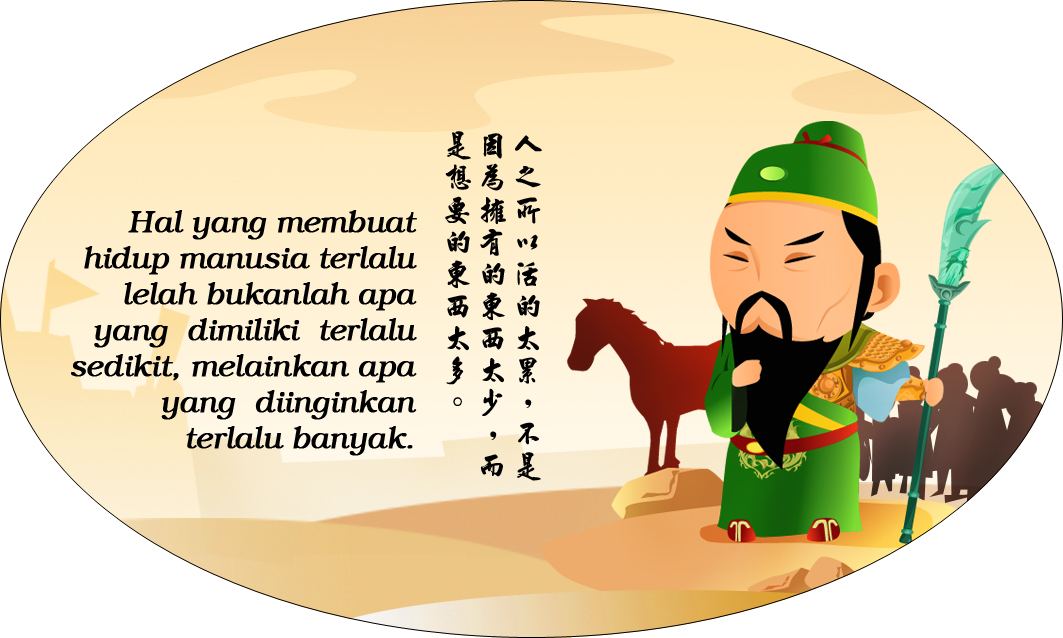 Hal yang membuat
hidup manusia terlalu
lelah bukanlah apa
yang dimiliki terlalu
sedikit, melainkan apa
yang diinginkan
terlalu banyak.
人之所以活的太累，不是
因為擁有的東西太少，而
是想要的東西太多。